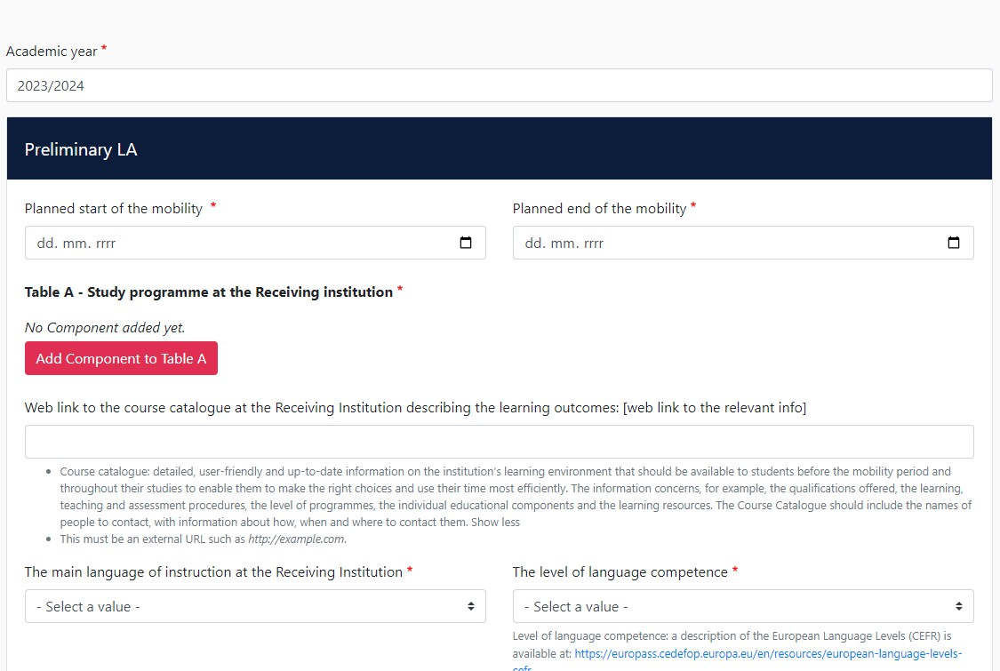 Academic year *
2023/2024
Preliminary LA
Planned start of the mobility *
Planned end of the mobility *
dd. mm. rrrr
dd. mm. rrrr
Table A - Study programme at the Receiving institution *
No Component added yet.
Add Component to Table A
Web link to the course catalogue at the Receiving Institution describing the learning outcomes: [web link to the relevant info]
• Course catalogue: detailed, user-friendly and up-to-date information on the institution's learning environment that should be available to students before the mobility period and
throughout their studies to enable them to make the right choices and use their time most efficiently. The information concerns, for example, the qualifications offered, the learning,
teaching and assessment procedures, the level of programmes, the individual educational components and the learning resources. The Course Catalogue should include the names of
people to contact, with information about how, when and where to contact them. Show less
• This must be an external URL such as http://example.com.
The main language of instruction at the Receiving Institution *
The level of language competence *
- Select a value -
- Select a value -
Level of language competence: a description of the European Language Levels (CEFR) is
available at: https://europass.cedefop.europa.eu/en/resources/european-language-levels-
cefr